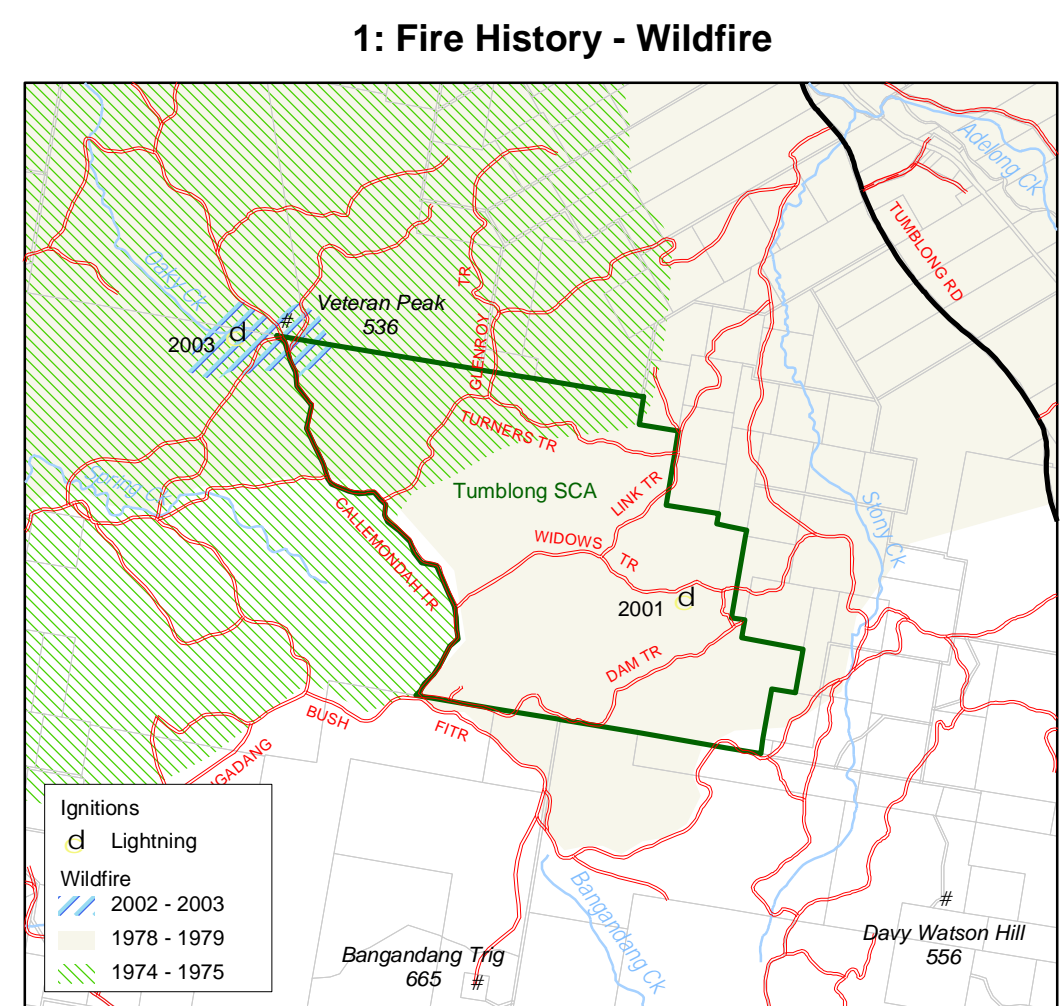 1: Fire History - Wildfire
Adelong Ck
TUMBLONG RD
Oaky Ck
Veteran Peak
536
#
d
2003
GLENROY TR
TURNERS TR
Tumblong SCA
LINK TR
Spring Ck
CALLEMONDAH TR
WIDOWS TR
Stony Ck
d
2001
DAM TR
BUSH
FITR
Bangandang Ck
Ignitions
d Lightning
Wildfire
2002 - 2003
1978 - 1979
1974 - 1975
Bangandang Trig
665 #
#
Davy Watson Hill
556